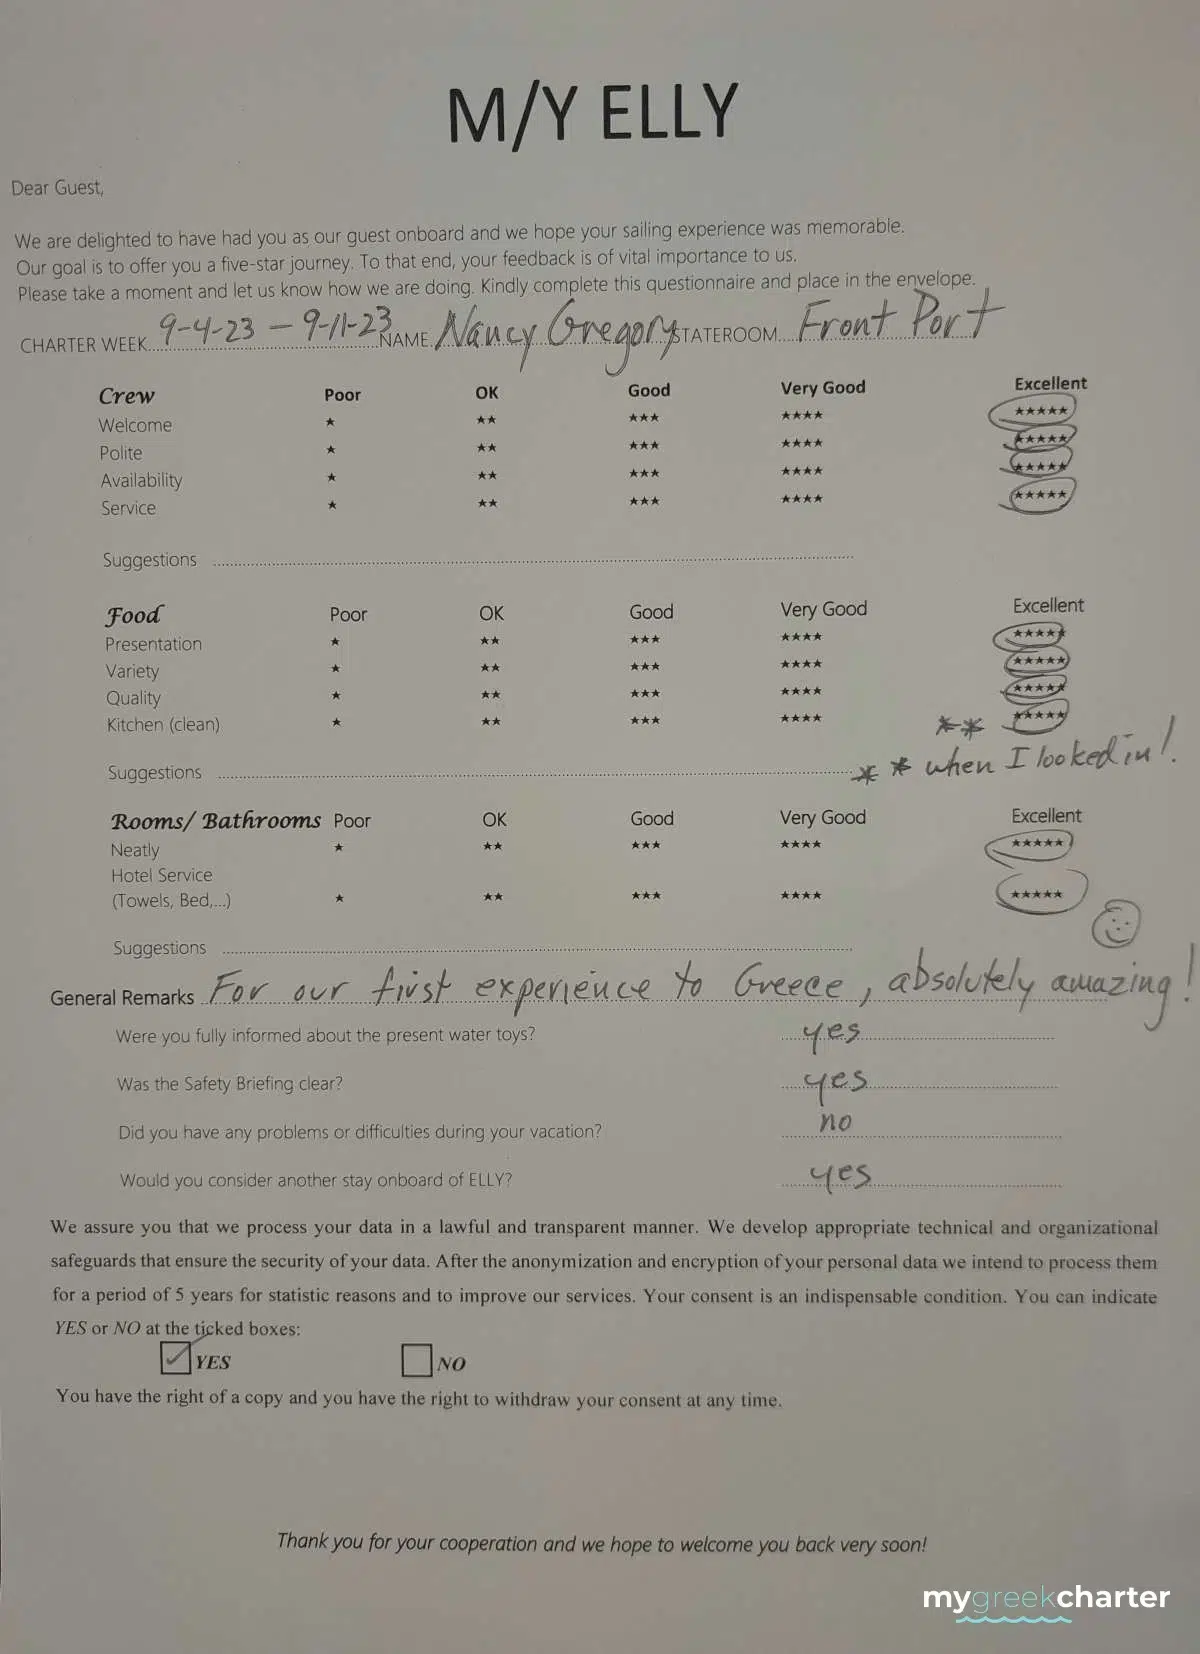 M/Y ELLY
Dear Guest,
We are delighted to have had you as our guest onboard and we hope your sailing experience was memorable.
Our goal is to offer you a five-star journey. To that end, your feedback is of vital importance to us.
Please take a moment and let us know how we are doing. Kindly complete this questionnaire and place in the envelope.
CHARTER WEEK 9-4-23 – 9-11-23 NAME Nancy Gregory STATEROOM Front Port
Crew Poor OK Good Very Good Excellent
Welcome ★ ★★ ★★★ ★★★★ ★★★★★
Polite ★ ★★ ★★★ ★★★★ ★★★★★
Availability ★ ★★ ★★★ ★★★★ ★★★★★
Service ★ ★★ ★★★ ★★★★ ★★★★★
Suggestions
Food Poor OK Good Very Good Excellent
Presentation ★ ★★ ★★★ ★★★★ ★★★★★
Variety ★ ★★ ★★★ ★★★★ ★★★★★
Quality ★ ★★ ★★★ ★★★★ ★★★★★
Kitchen (clean) ★ ★★ ★★★ ★★★★ ** ★★★★★
Suggestions ** when I looked in!
Rooms/ Bathrooms Poor OK Good Very Good Excellent
Neatly ★ ★★ ★★★ ★★★★ ★★★★★
Hotel Service
(Towels, Bed,...) ★ ★★ ★★★ ★★★★ ★★★★★
Suggestions
General Remarks For our first experience to Greece, absolutely amazing!
Were you fully informed about the present water toys? yes
Was the Safety Briefing clear? yes
Did you have any problems or difficulties during your vacation? no
Would you consider another stay onboard of ELLY? yes
We assure you that we process your data in a lawful and transparent manner. We develop appropriate technical and organizational
safeguards that ensure the security of your data. After the anonymization and encryption of your personal data we intend to process them
for a period of 5 years for statistic reasons and to improve our services. Your consent is an indispensable condition. You can indicate
YES or NO at the ticked boxes:
✓ YES NO
You have the right of a copy and you have the right to withdraw your consent at any time.
Thank you for your cooperation and we hope to welcome you back very soon!
mygreekcharter